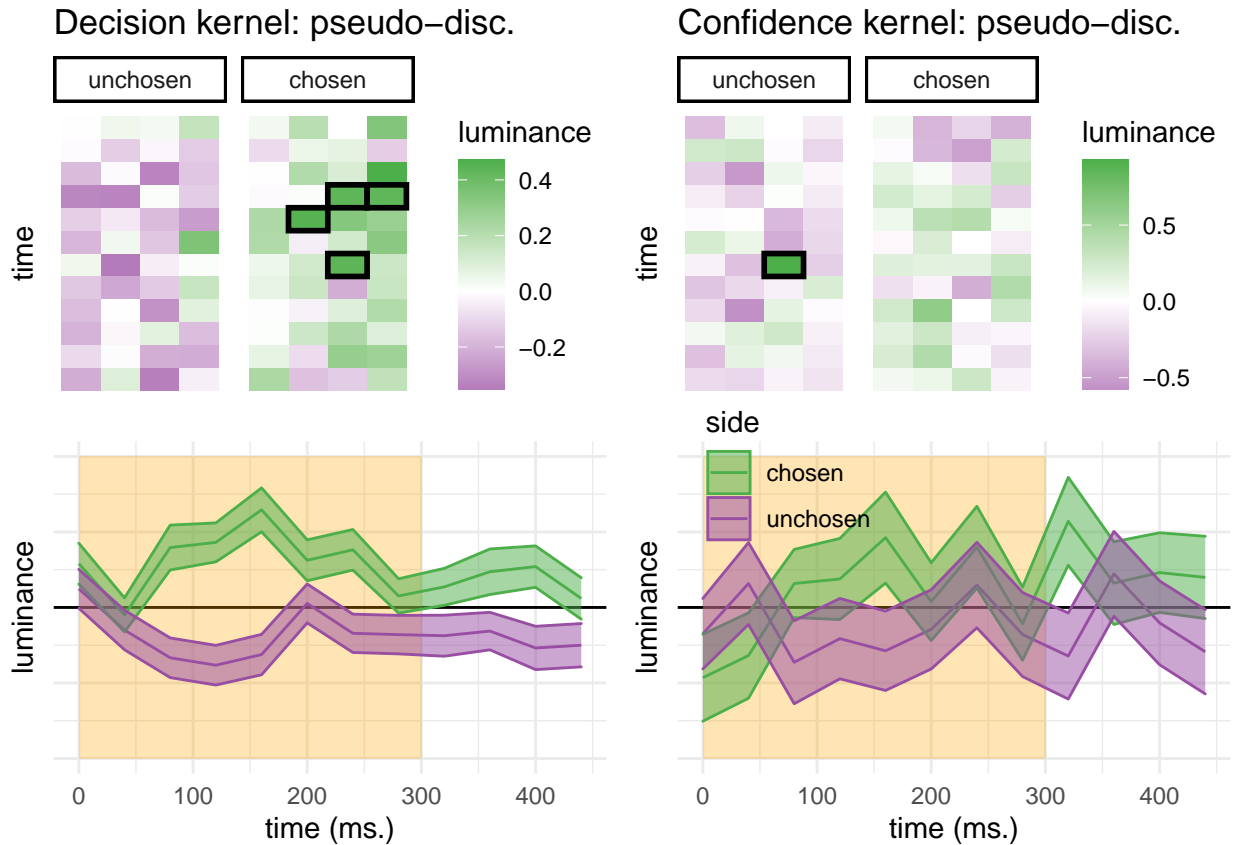 Decision kernel: pseudo−disc.
unchosen
chosen
time
luminance
0.4
0.2
0.0
−0.2
Confidence kernel: pseudo−disc.
unchosen
chosen
time
luminance
0.5
0.0
−0.5
luminance
0
100
200
300
400
time (ms.)
side
chosen
unchosen
luminance
0
100
200
300
400
time (ms.)